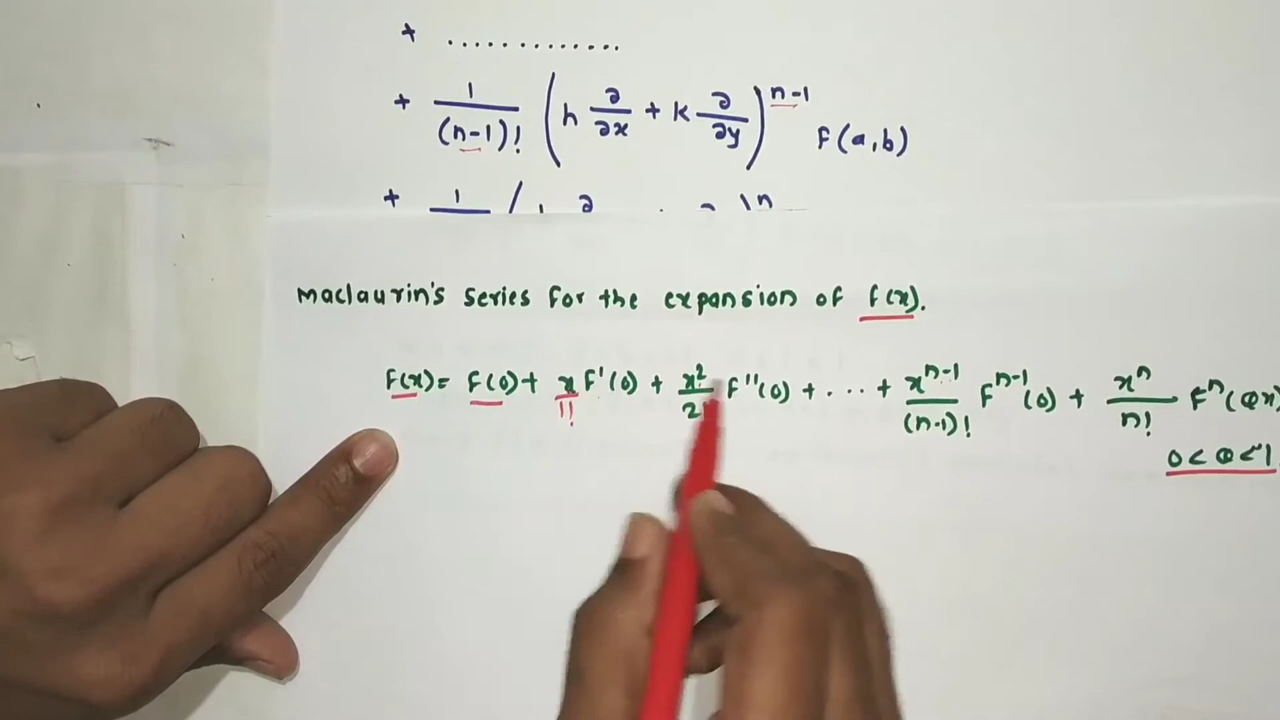 + .............
+ 1/(n-1)! (h ∂/∂x + k ∂/∂y)^n-1 F(a,b)
+ 1 / ∂ ∂ \n
Maclaurin's series for the expansion of f(x).
F(x) = F(0) + x/1! F'(0) + x²/2! F''(0) + ... + x^n-1/(n-1)! F^n-1(0) + x^n/n! F^n(θx)
0 < θ < 1